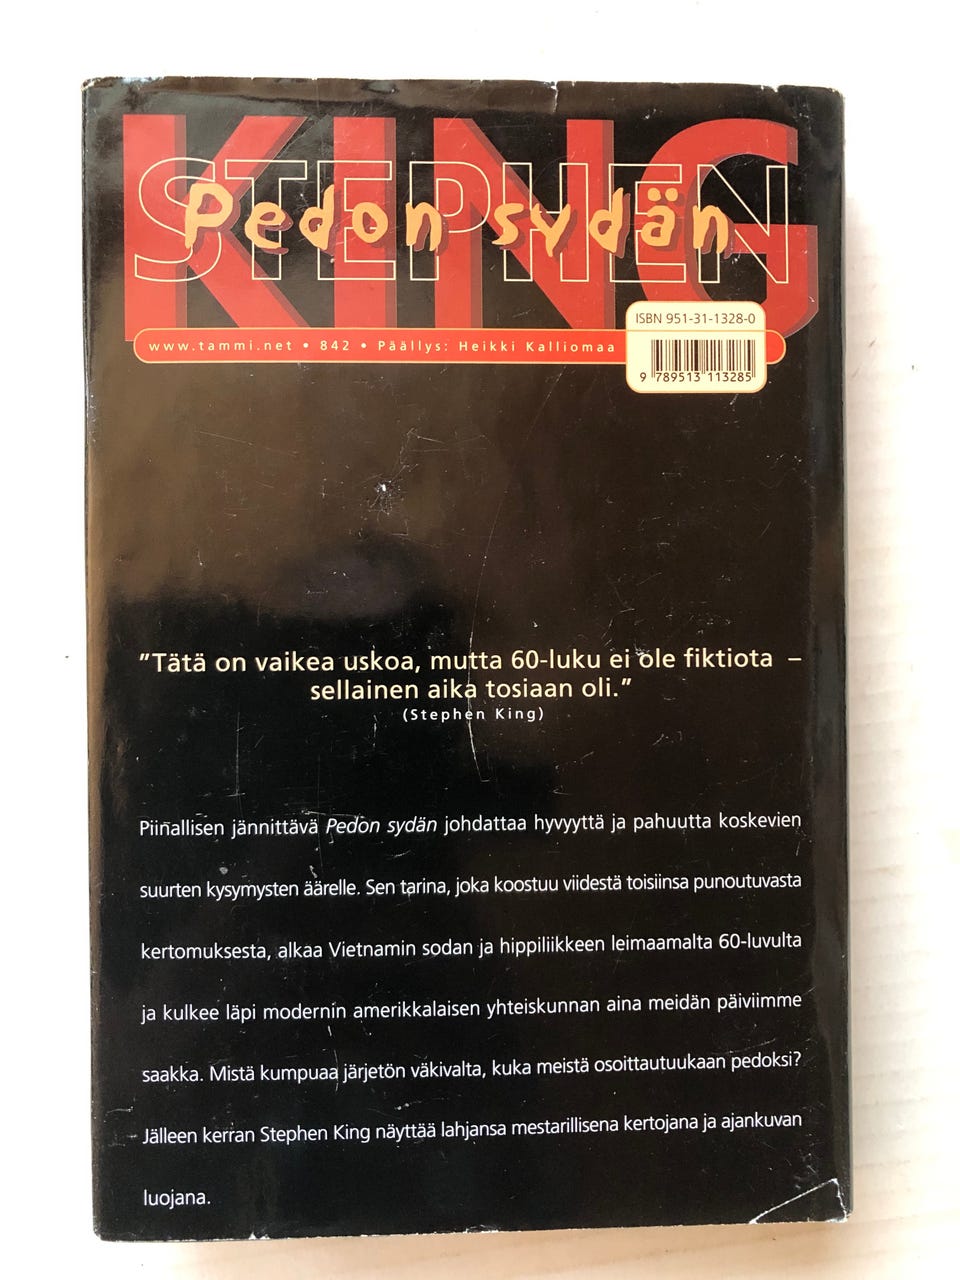 STEPHEN KING
Pedon sydän
ISBN 951-31-1328-0
www.tammi.net • 842 • Päällys: Heikki Kalliomaa
9 789513 113285
”Tätä on vaikea uskoa, mutta 60-luku ei ole fiktiota –
sellainen aika tosiaan oli.”
(Stephen King)
Piinallisen jännittävä Pedon sydän johdattaa hyvyyttä ja pahuutta koskevien
suurten kysymysten äärelle. Sen tarina, joka koostuu viidestä toisiinsa punoutuvasta
kertomuksesta, alkaa Vietnamin sodan ja hippiliikkeen leimaamalta 60-luvulta
ja kulkee läpi modernin amerikkalaisen yhteiskunnan aina meidän päiviimme
saakka. Mistä kumpuaa järjetön väkivalta, kuka meistä osoittautuukaan pedoksi?
Jälleen kerran Stephen King näyttää lahjansa mestarillisena kertojana ja ajankuvan
luojana.